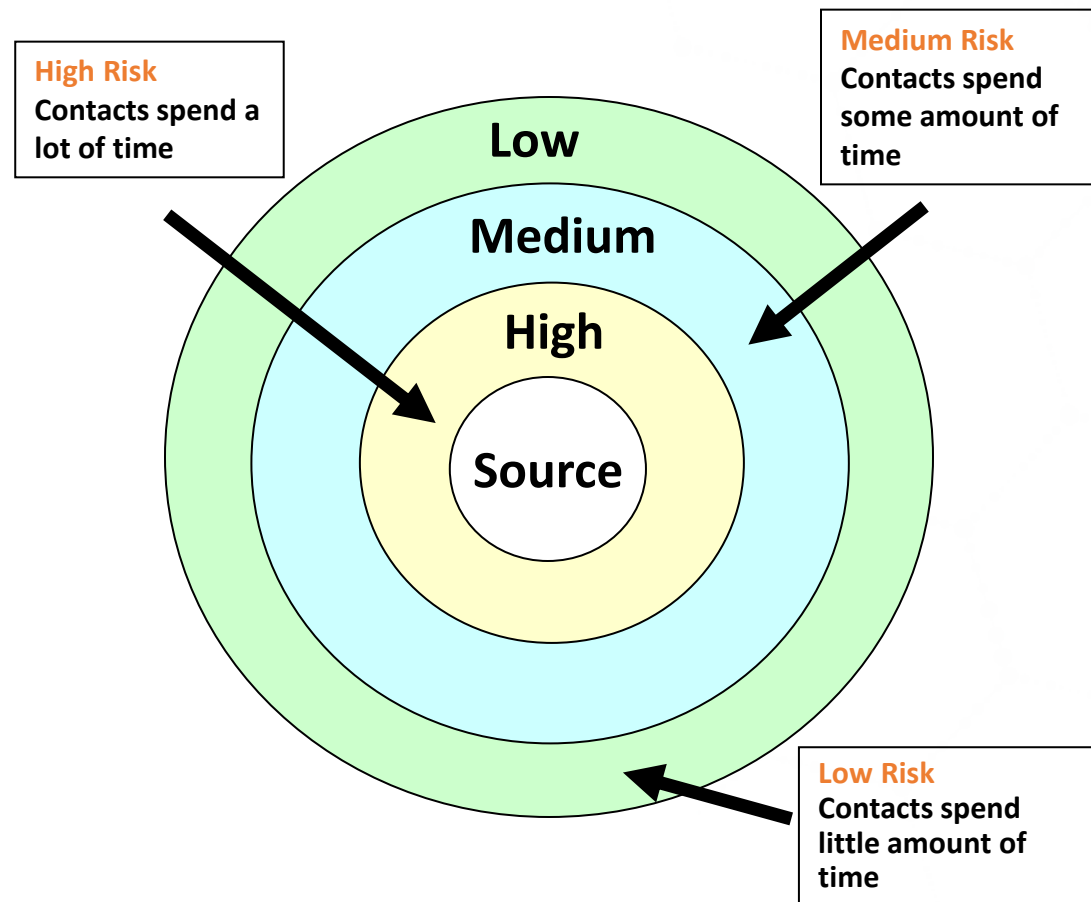 High Risk
Contacts spend a
lot of time
Medium Risk
Contacts spend
some amount of
time
Low
Medium
High
Source
Low Risk
Contacts spend
little amount of
time